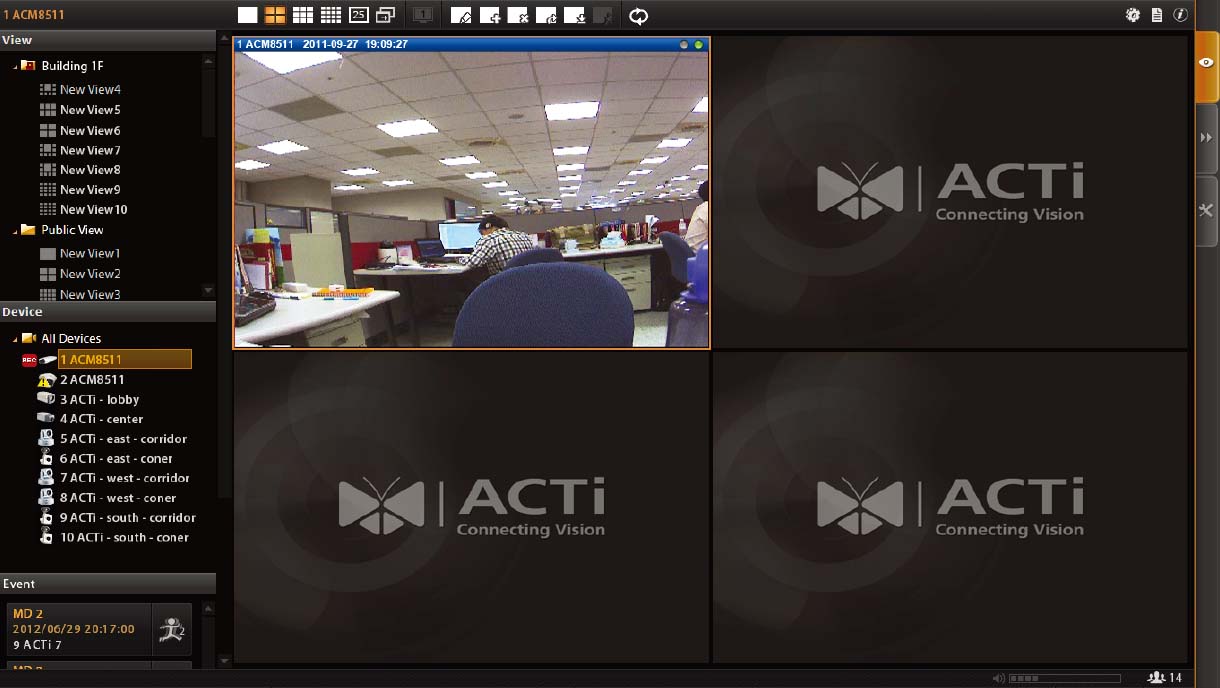 1 ACM8511
25
1
View
Building 1F
New View4
New View5
New View6
New View7
New View8
New View9
New View10
Public View
New View1
New View2
New View3
Device
All Devices
REC 1 ACM8511
2 ACM8511
3 ACTi - lobby
4 ACTi - center
5 ACTi - east - corridor
6 ACTi - east - coner
7 ACTi - west - corridor
8 ACTi - west - coner
9 ACTi - south - corridor
10 ACTi - south - coner
Event
MD 2
2012/06/29 20:17:00
9 ACTi 7
2
1 ACM8511 2011-09-27 19:09:27
ACTi
Connecting Vision
ACTi
Connecting Vision
ACTi
Connecting Vision
14